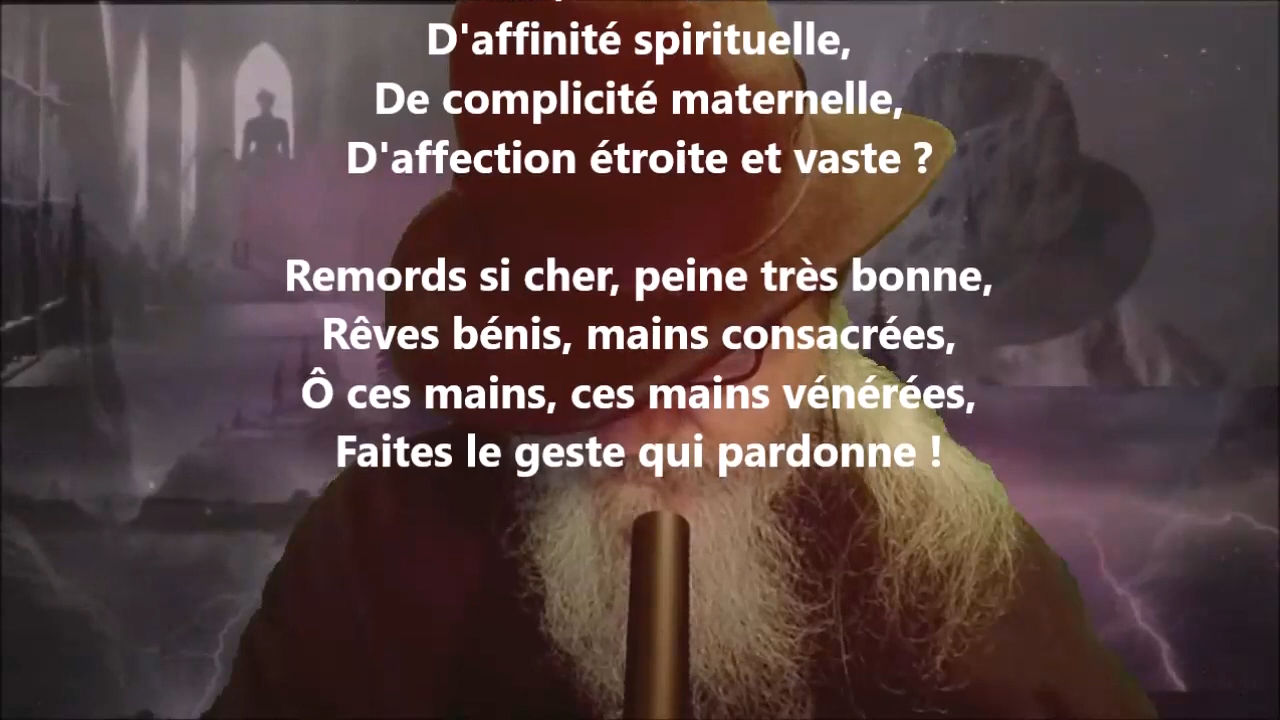 D'affinité spirituelle,
De complicité maternelle,
D'affection étroite et vaste ?
Remords si cher, peine très bonne,
Rêves bénis, mains consacrées,
Ô ces mains, ces mains vénérées,
Faites le geste qui pardonne !